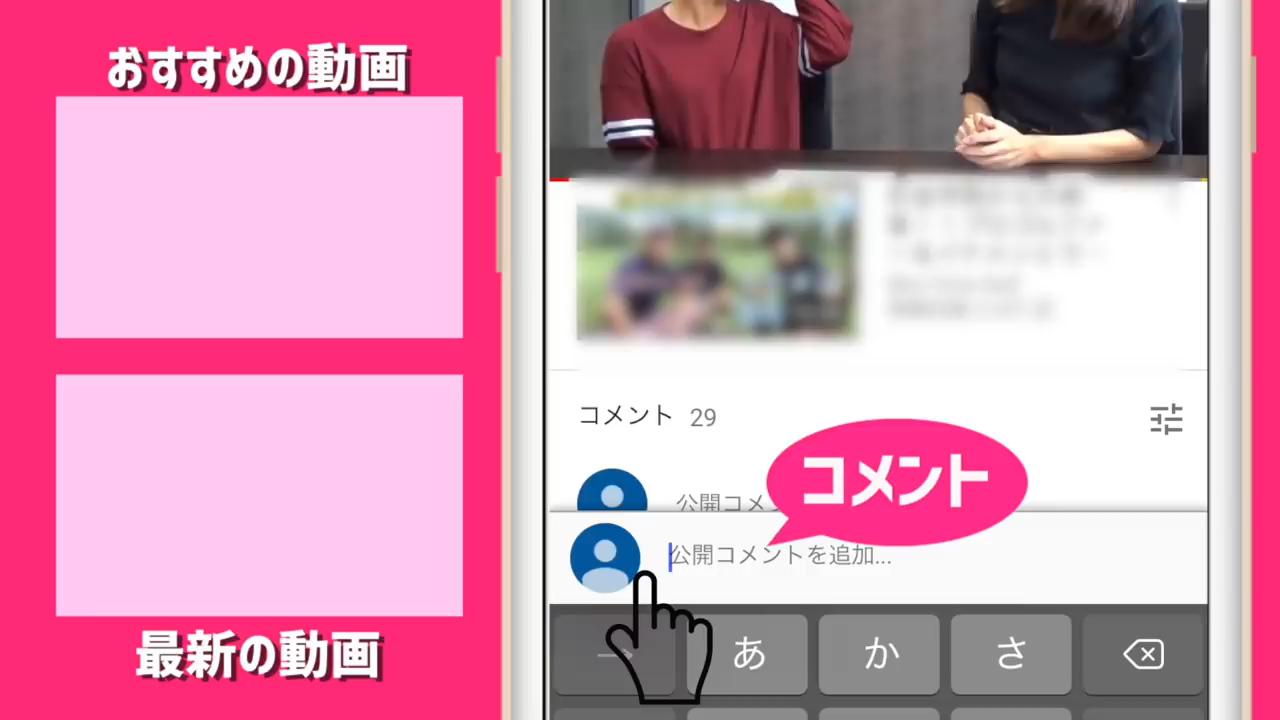 おすすめの動画
最新の動画
コメント 29
コメント
公開コメ
公開コメントを追加...
→ あ か さ